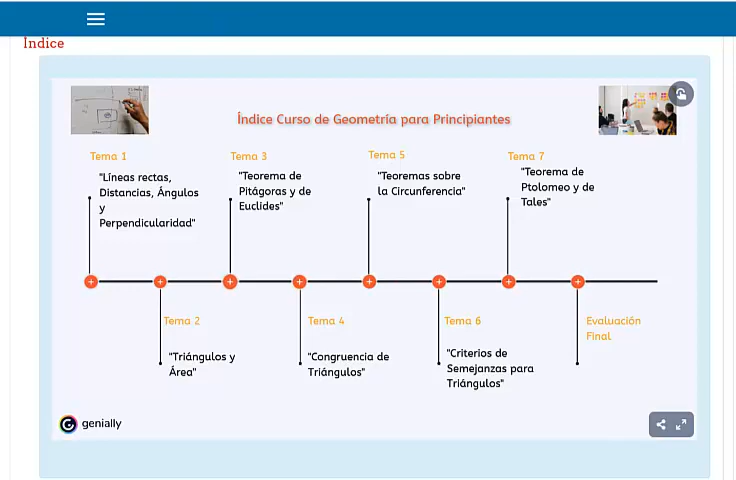 Índice
Índice Curso de Geometría para Principiantes
Tema 1
"Líneas rectas,
Distancias, Ángulos
y
Perpendicularidad"
Tema 3
"Teorema de
Pitágoras y de
Euclides"
Tema 5
"Teoremas sobre
la Circunferencia"
Tema 7
"Teorema de
Ptolomeo y de
Tales"
Tema 2
"Triángulos y
Área"
Tema 4
"Congruencia de
Triángulos"
Tema 6
"Criterios de
Semejanzas para
Triángulos"
Evaluación
Final
genially